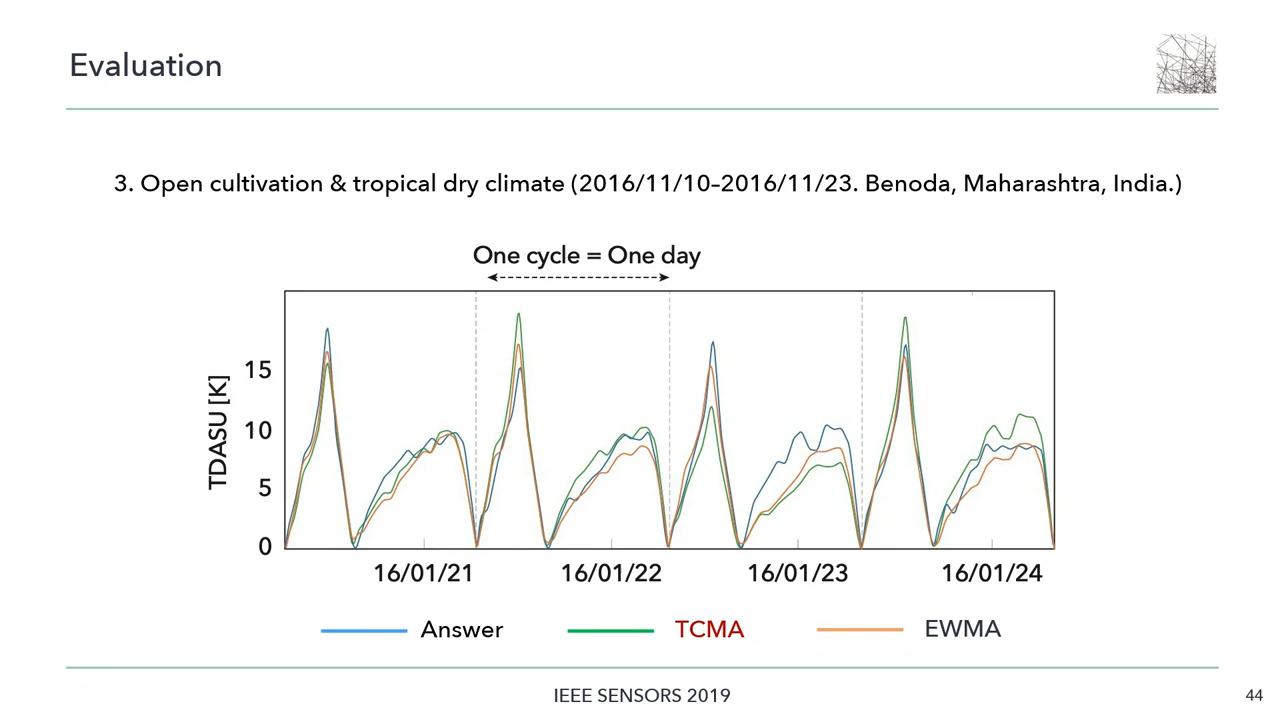 Evaluation
3. Open cultivation & tropical dry climate (2016/11/10–2016/11/23. Benoda, Maharashtra, India.)
One cycle = One day
TDASU [K]
15
10
5
0
16/01/21 16/01/22 16/01/23 16/01/24
Answer TCMA EWMA
IEEE SENSORS 2019
44